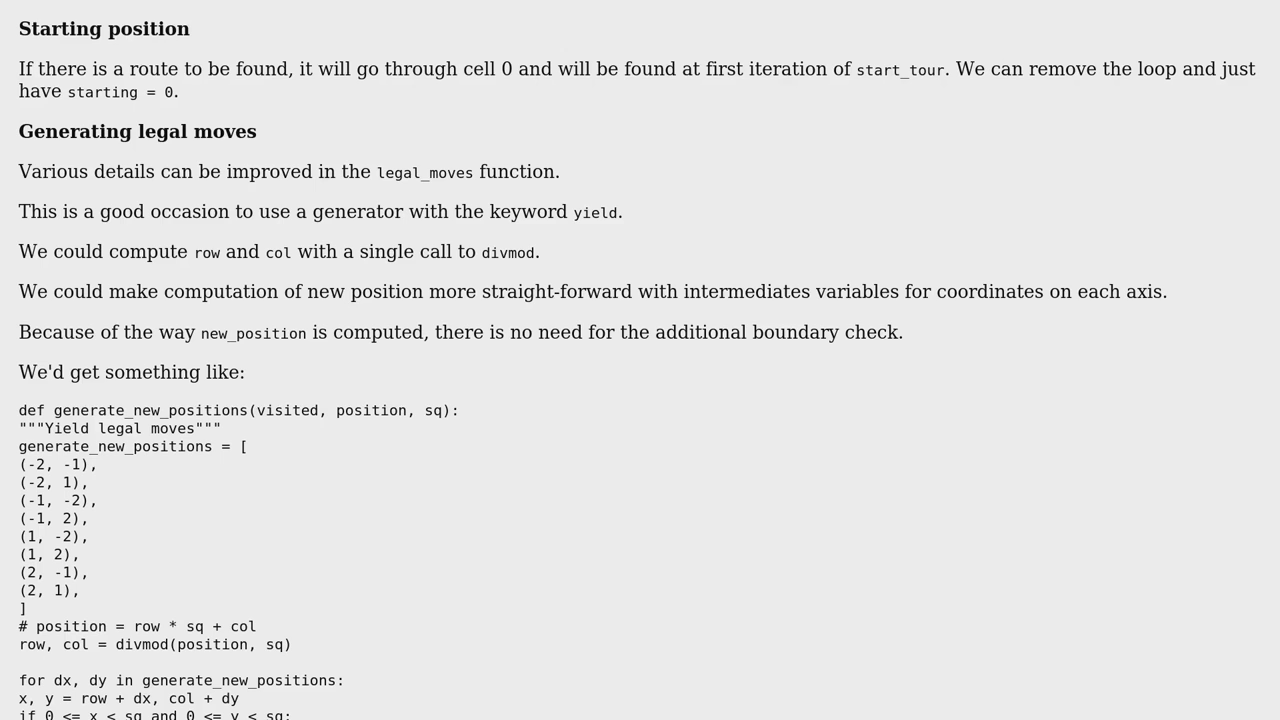 Starting position
If there is a route to be found, it will go through cell 0 and will be found at first iteration of start_tour. We can remove the loop and just
have starting = 0.
Generating legal moves
Various details can be improved in the legal_moves function.
This is a good occasion to use a generator with the keyword yield.
We could compute row and col with a single call to divmod.
We could make computation of new position more straight-forward with intermediates variables for coordinates on each axis.
Because of the way new_position is computed, there is no need for the additional boundary check.
We'd get something like:
def generate_new_positions(visited, position, sq):
"""Yield legal moves"""
generate_new_positions = [
(-2, -1),
(-2, 1),
(-1, -2),
(-1, 2),
(1, -2),
(1, 2),
(2, -1),
(2, 1),
]
# position = row * sq + col
row, col = divmod(position, sq)
for dx, dy in generate_new_positions:
x, y = row + dx, col + dy
if 0 <= x < sq and 0 <= y < sq: